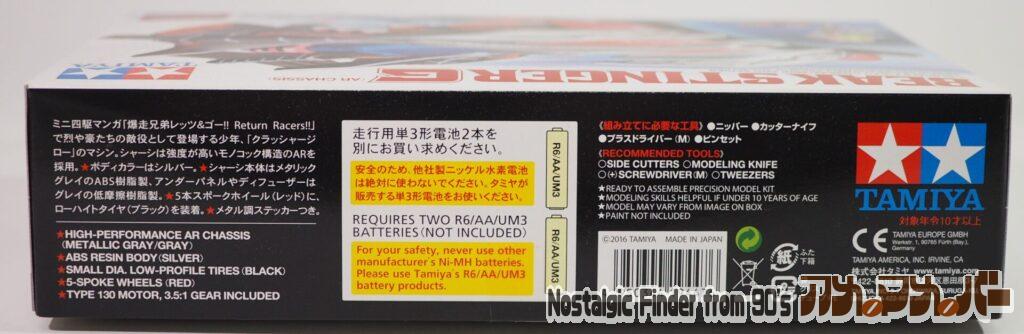 BEAK STINGER G
(AR CHASSIS)
TAMIYA
ミニ四駆マンガ「爆走兄弟レッツ&ゴー!! Return Racers!!」
で烈や豪たちの敵役として登場する少年、「クラッシャージ
ロー」のマシン。シャーシは強度が高いモノコック構造のARを
採用。★ボディカラーはシルバー。★シャーシ本体はメタリック
グレイのABS樹脂製、アンダーパネルやディフューザーは
グレイの低摩擦樹脂製。★5本スポークホイール(レッド)に、
ローハイトタイヤ(ブラック)を装着。★メタル調ステッカーつき。
★HIGH-PERFORMANCE AR CHASSIS
(METALLIC GRAY/GRAY)
★ABS RESIN BODY (SILVER)
★SMALL DIA. LOW-PROFILE TIRES (BLACK)
★5-SPOKE WHEELS (RED)
★TYPE 130 MOTOR, 3.5:1 GEAR INCLUDED
走行用単3形電池2本を
別にお買い求めください。
安全のため、他社製ニッケル水素電池
は絶対に使わないでください。タミヤが
販売する単3形電池をお使いください。
REQUIRES TWO R6/AA/UM3
BATTERIES (NOT INCLUDED)
For your safety, never use other
manufacturer's Ni-MH batteries.
Please use Tamiya's R6/AA/UM3
battery products.
R6/AA/UM3
R6/AA/UM3
《組み立てに必要な工具》●ニッパー ●カッターナイフ
●プラスドライバー(M) ●ピンセット
《RECOMMENDED TOOLS》
○SIDE CUTTERS ○MODELING KNIFE
○(+)SCREWDRIVER (M) ○TWEEZERS
★READY TO ASSEMBLE PRECISION MODEL KIT
★MODELING SKILLS HELPFUL IF UNDER 10 YEARS OF AGE
★MODEL MAY VARY FROM IMAGE ON BOX
★PAINT NOT INCLUDED
©2016 TAMIYA MADE IN JAPAN
紙
ふた
下箱
TAMIYA
対象年令10才以上
CE
TAMIYA EUROPE GMBH
Werkstr. 1, 90765 Fürth (Bay.),
Germany
TAMIYA AMERICA, INC. IRVINE, CA
株式会社タミヤ www.tamiya.com
Nostalgic Finder from 90's